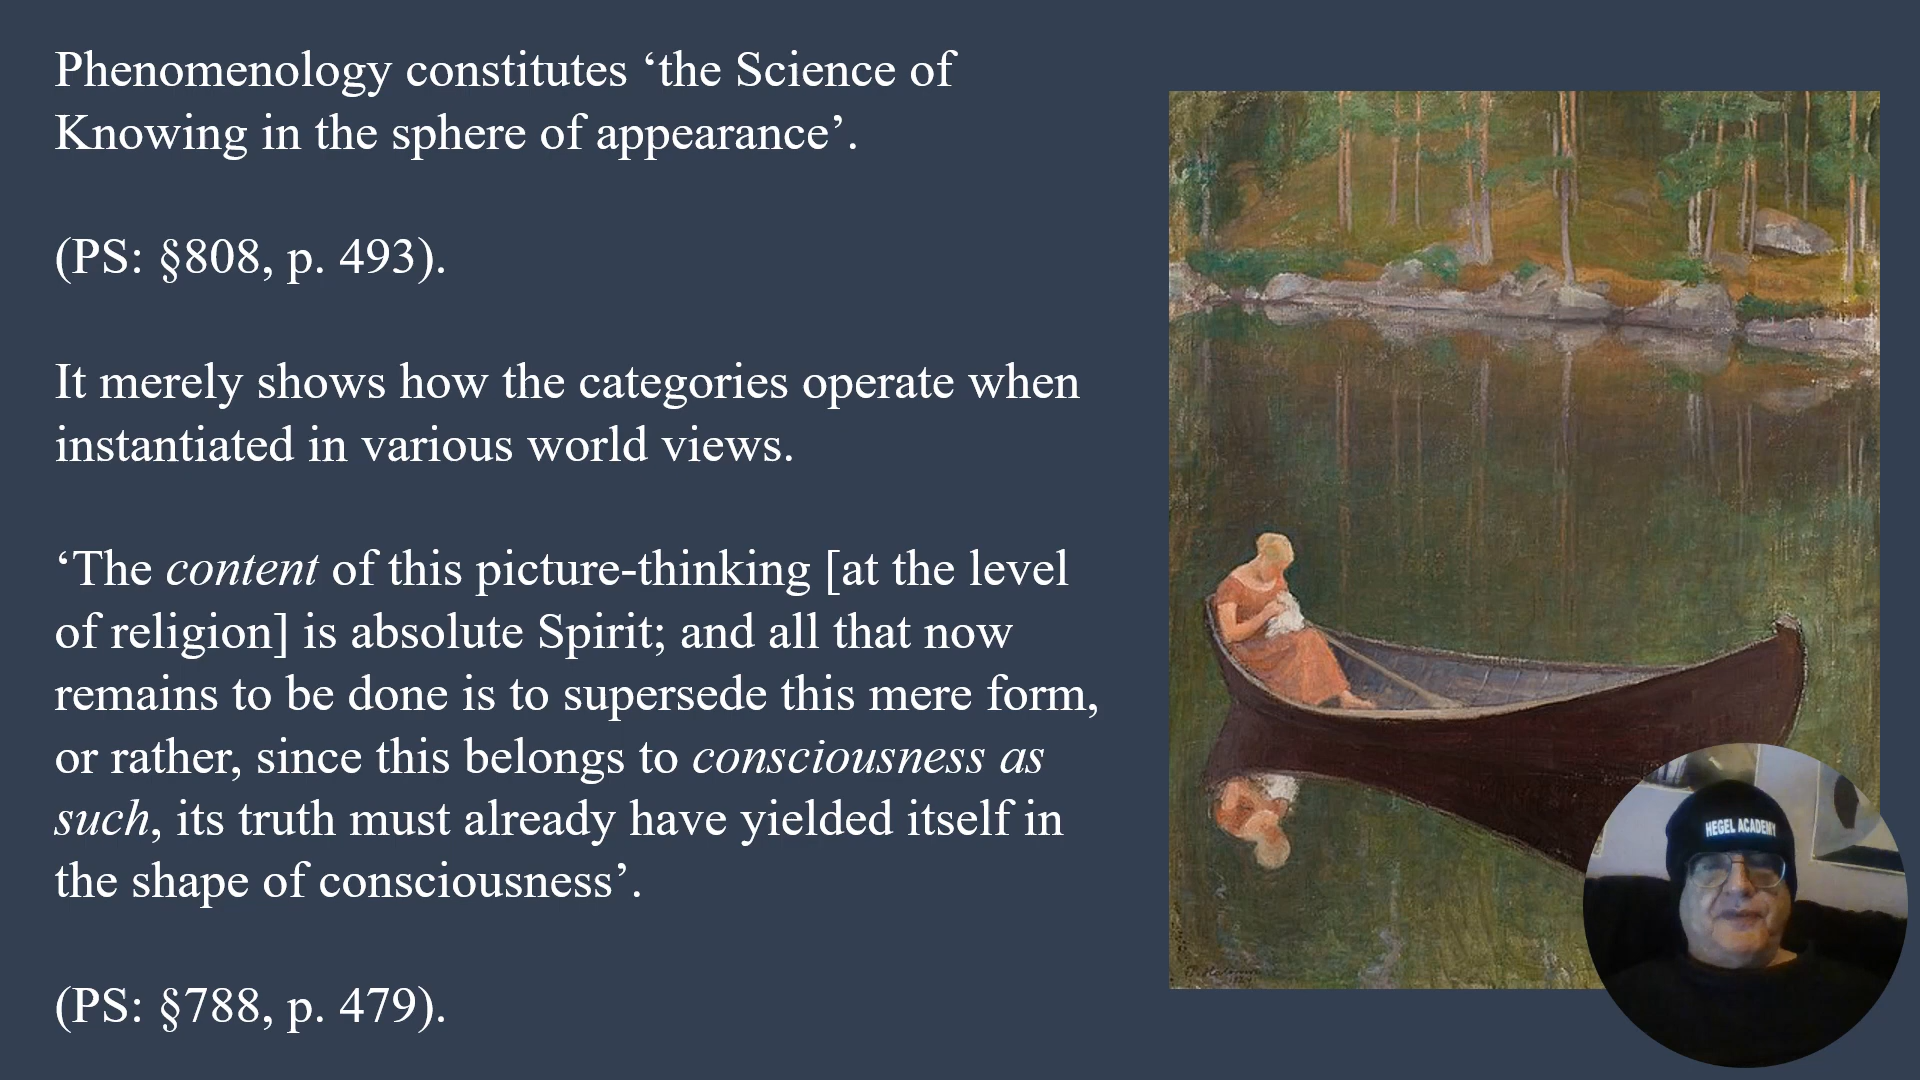 Phenomenology constitutes ‘the Science of
Knowing in the sphere of appearance’.
(PS: §808, p. 493).
It merely shows how the categories operate when
instantiated in various world views.
‘The content of this picture-thinking [at the level
of religion] is absolute Spirit; and all that now
remains to be done is to supersede this mere form,
or rather, since this belongs to consciousness as
such, its truth must already have yielded itself in
the shape of consciousness’.
(PS: §788, p. 479).
HEGEL ACADEMY